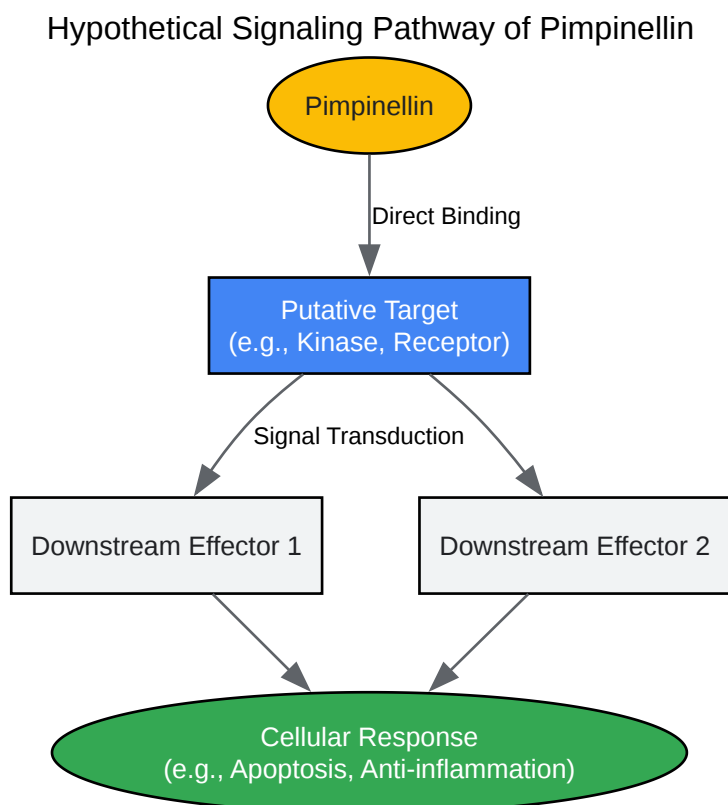 Hypothetical Signaling Pathway of Pimpinellin
Pimpinellin
Direct Binding
Putative Target
(e.g., Kinase, Receptor)
Signal Transduction
Downstream Effector 1
Downstream Effector 2
Cellular Response
(e.g., Apoptosis, Anti-inflammation)